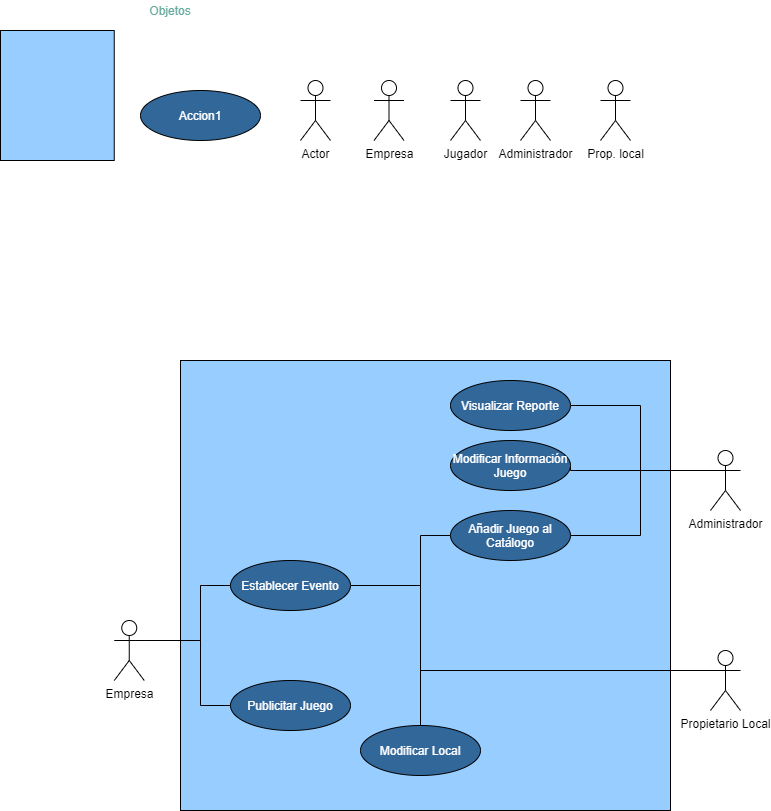 Objetos
Accion1
Actor
Empresa
Jugador
Administrador
Prop. local
Visualizar Reporte
Modificar Información
Juego
Administrador
Añadir Juego al
Catálogo
Establecer Evento
Empresa
Publicitar Juego
Propietario Local
Modificar Local